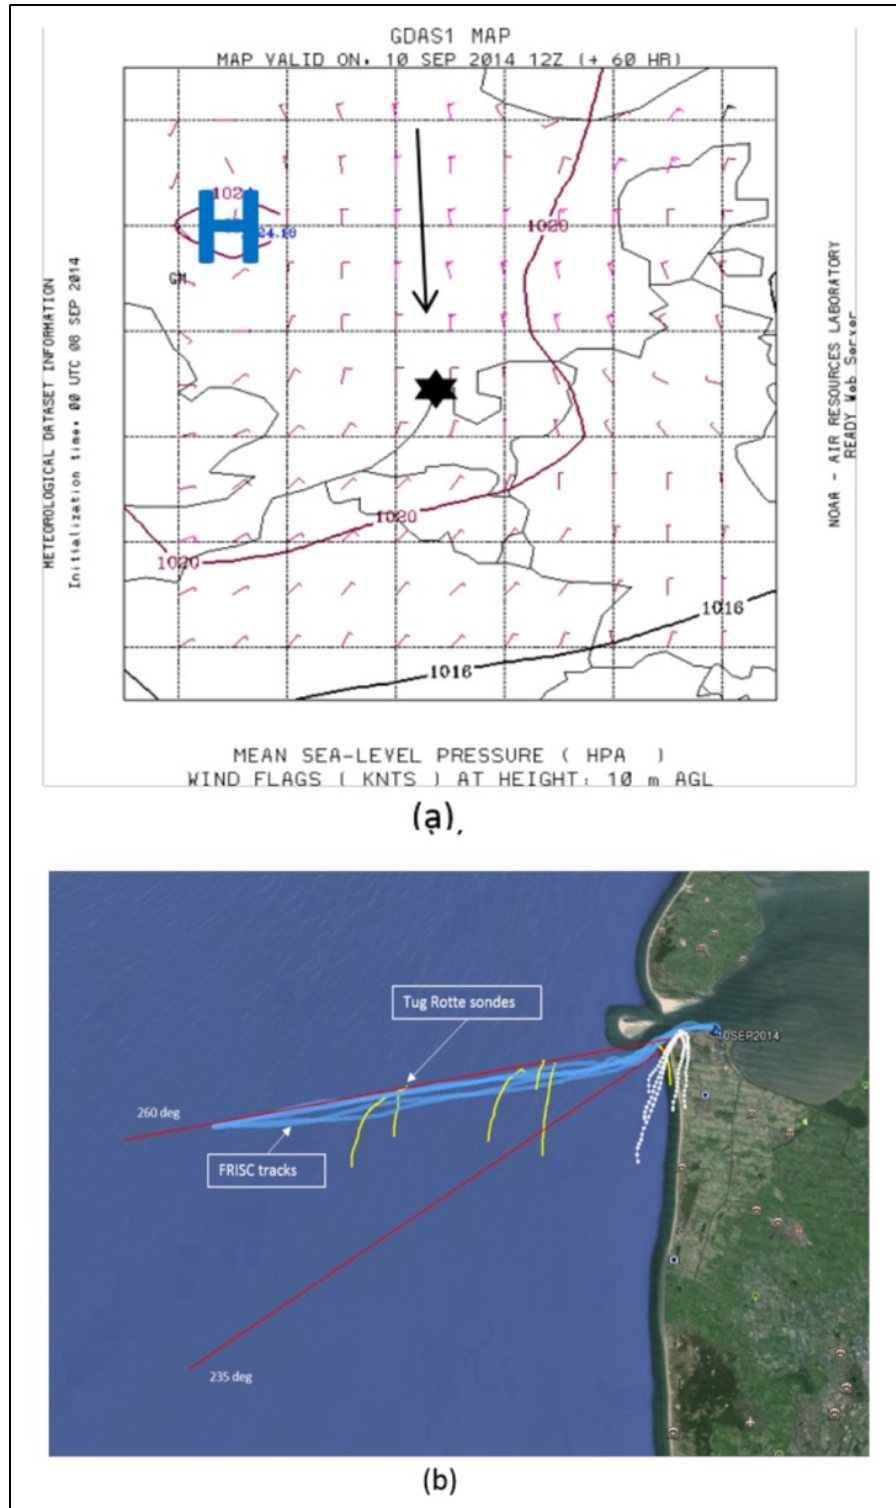 GDAS1 MAP
MAP VALID ON. 10 SEP 2014 12Z (+ 60 HR)
METEOROLOGICAL DATASET INFORMATION
Initialization time. 00 UTC 08 SEP 2014
NOAA - AIR RESOURCES LABORATORY
READY Web Server
H
24.18
GM
1020
1020
1020
1016
1016
MEAN SEA-LEVEL PRESSURE ( HPA )
WIND FLAGS ( KNTS ) AT HEIGHT: 10 m AGL
(a)
Tug Rotte sondes
10SEP2014
260 deg
FRISC tracks
235 deg
(b)